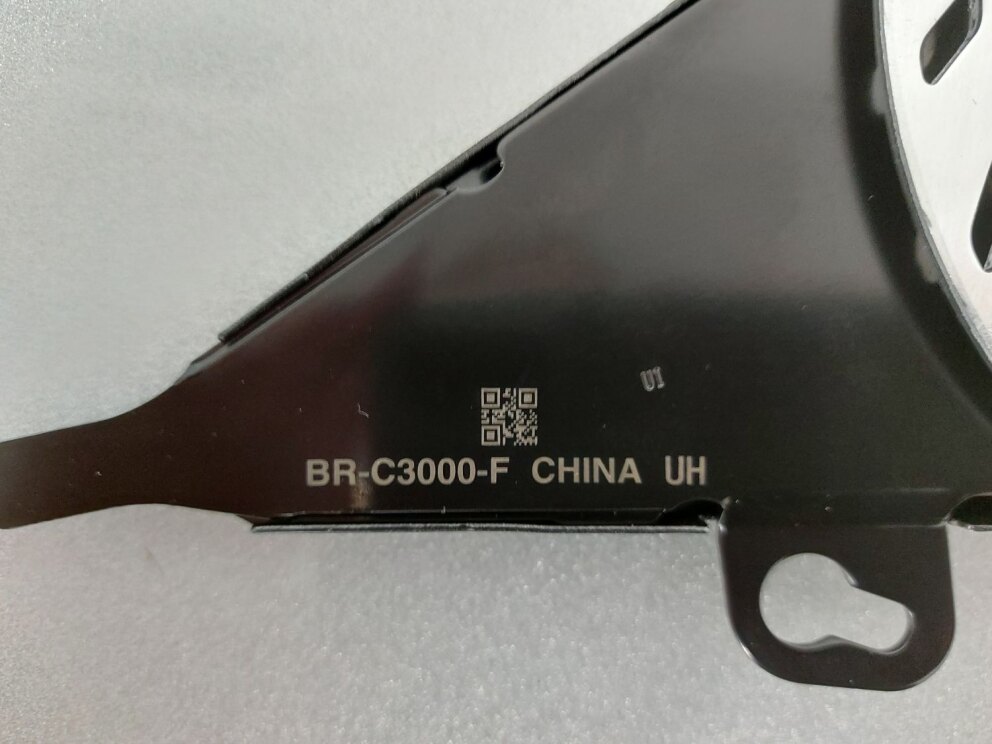 UI
BR-C3000-F CHINA UH